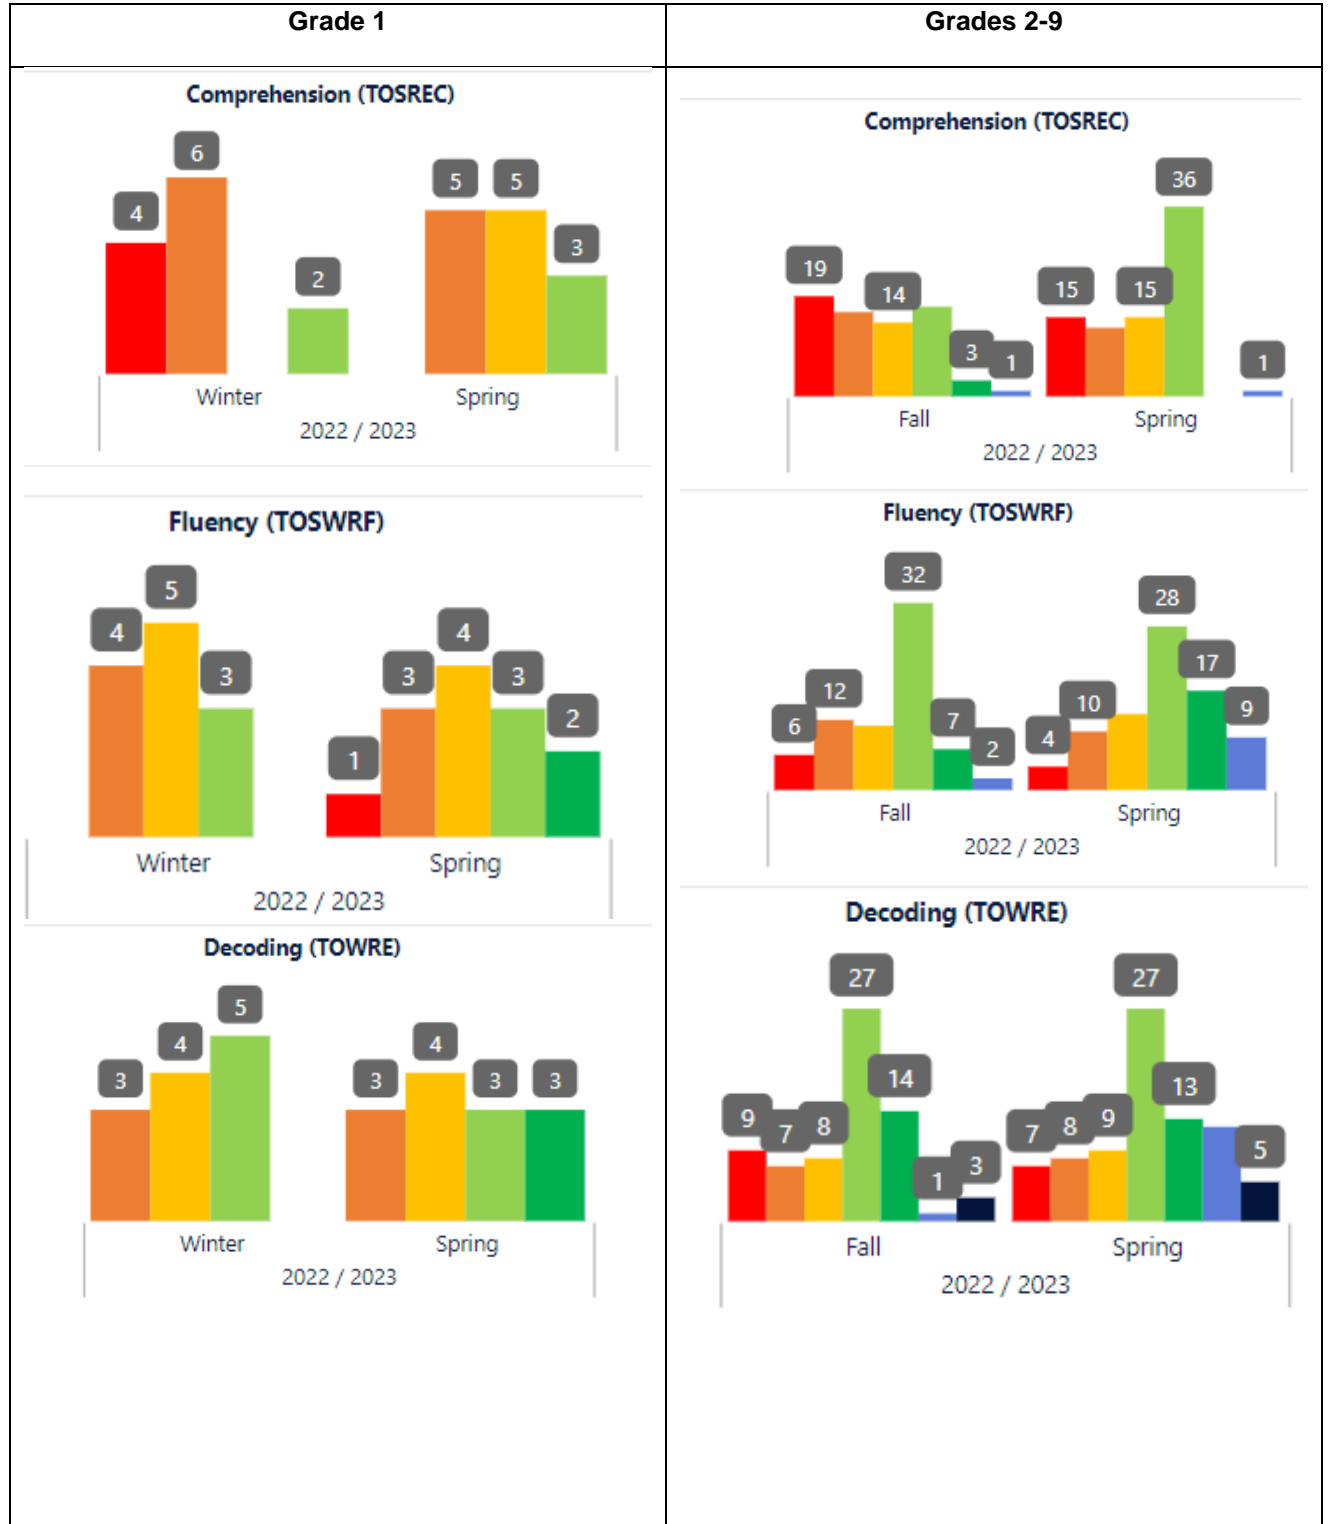 Grade 1
Grades 2-9
Comprehension (TOSREC)
6
5 5
4
3
2
Winter Spring
2022 / 2023
Fluency (TOSWRF)
5
4 4
3 3 3
2
1
Winter Spring
2022 / 2023
Decoding (TOWRE)
5
4 4
3 3 3 3
Winter Spring
2022 / 2023
Comprehension (TOSREC)
36
19
14 15 15
3 1 1
Fall Spring
2022 / 2023
Fluency (TOSWRF)
32
28
12 17
6 7 10 9
2 4
Fall Spring
2022 / 2023
Decoding (TOWRE)
27 27
14 13
9 7 8 7 8 9
1 3 5
Fall Spring
2022 / 2023